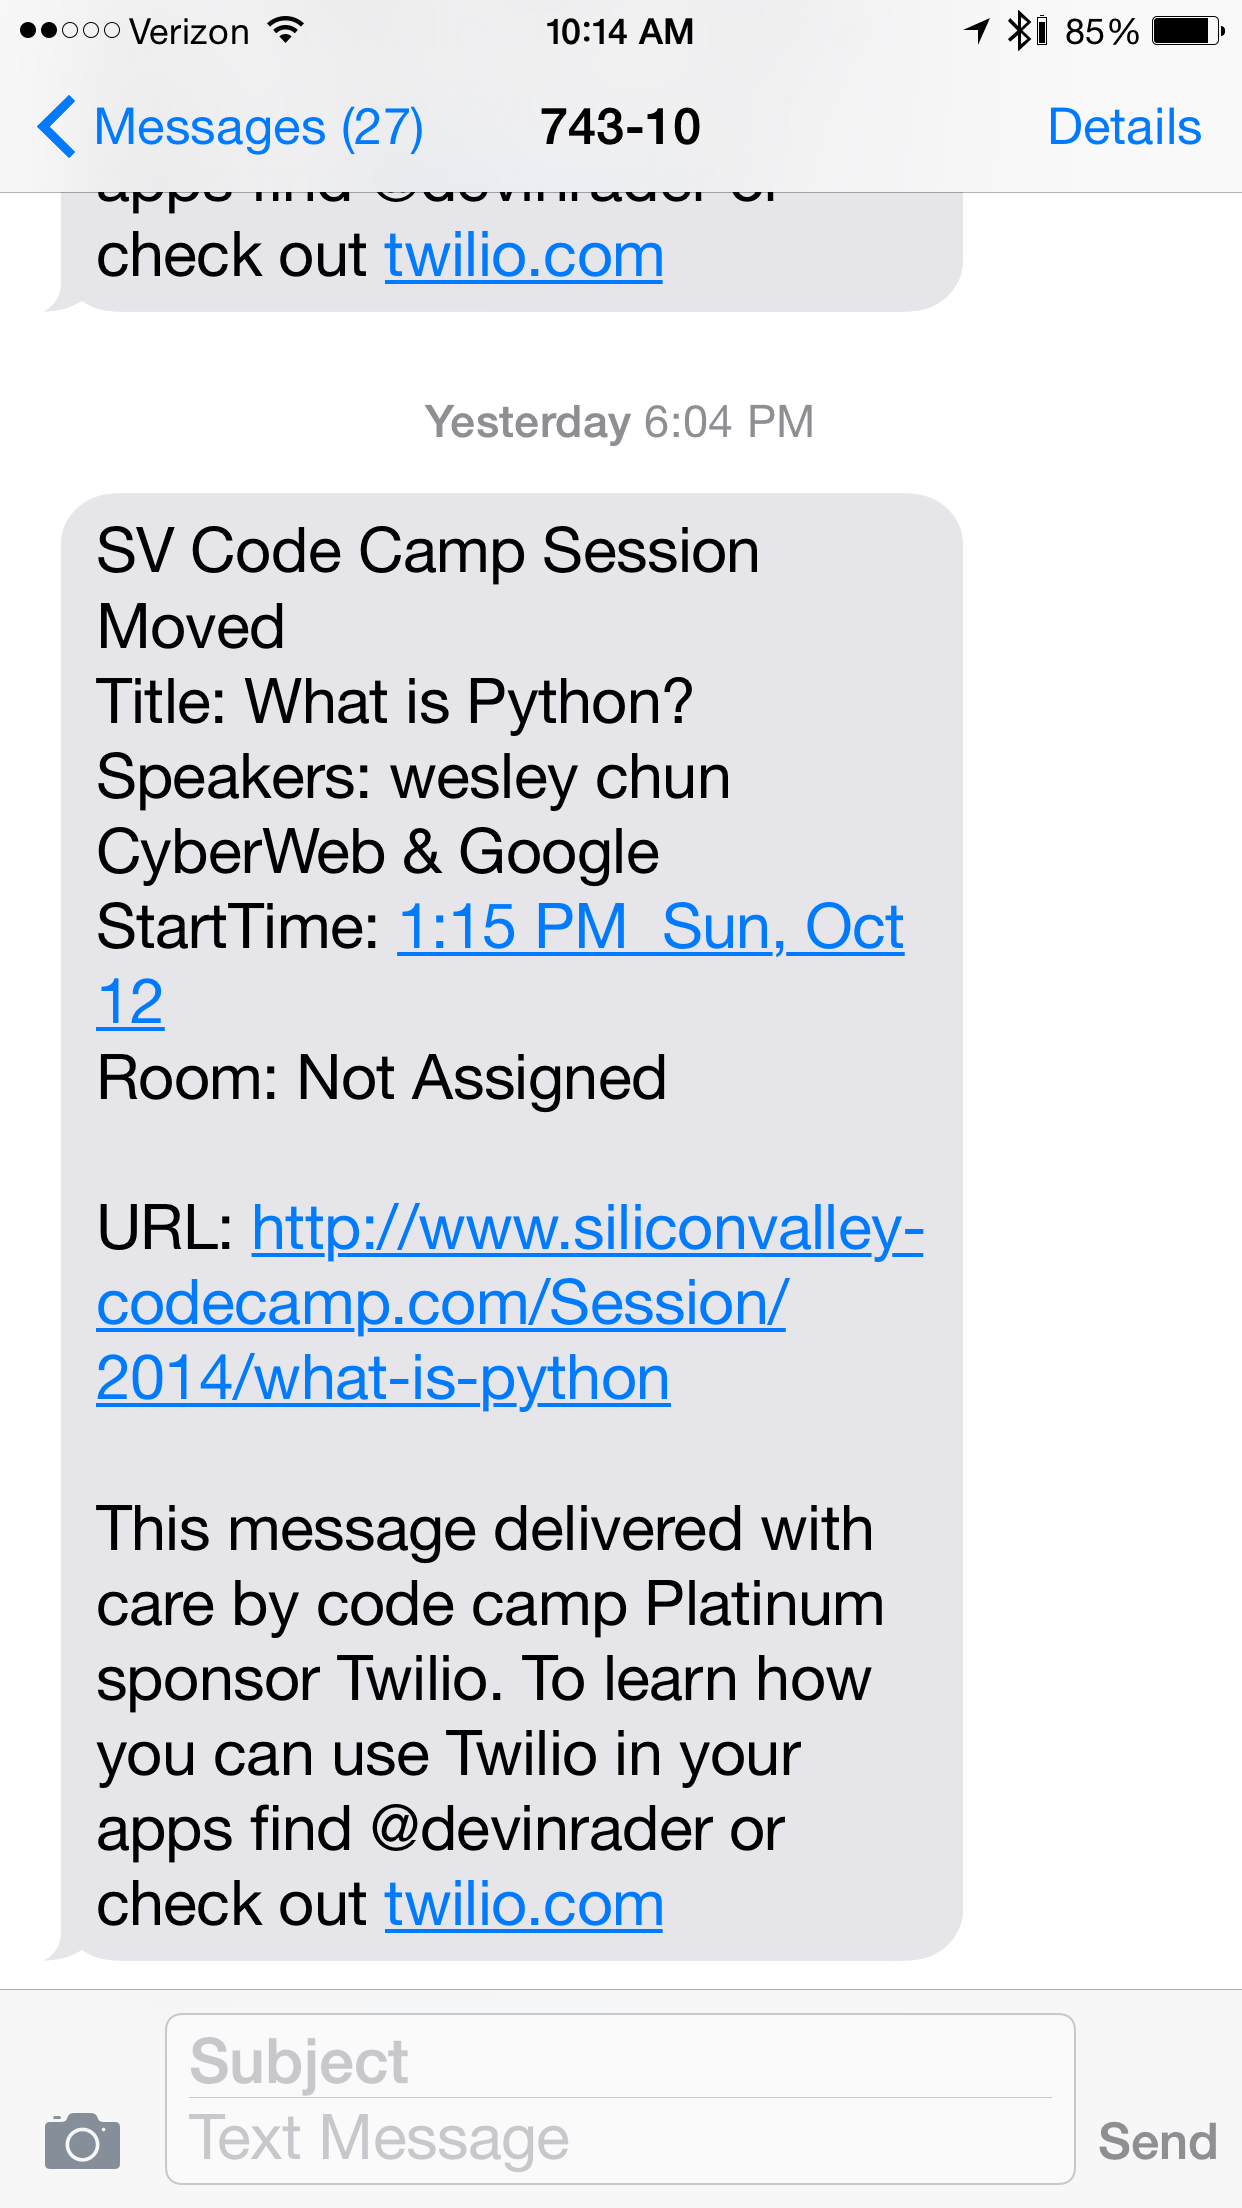 Verizon 10:14 AM 85%
Messages (27) 743-10 Details
apps find @devinrader or
check out twilio.com
Yesterday 6:04 PM
SV Code Camp Session
Moved
Title: What is Python?
Speakers: wesley chun
CyberWeb & Google
StartTime: 1:15 PM  Sun, Oct
12
Room: Not Assigned
URL: http://www.siliconvalley-
codecamp.com/Session/
2014/what-is-python
This message delivered with
care by code camp Platinum
sponsor Twilio. To learn how
you can use Twilio in your
apps find @devinrader or
check out twilio.com
Subject
Text Message
Send